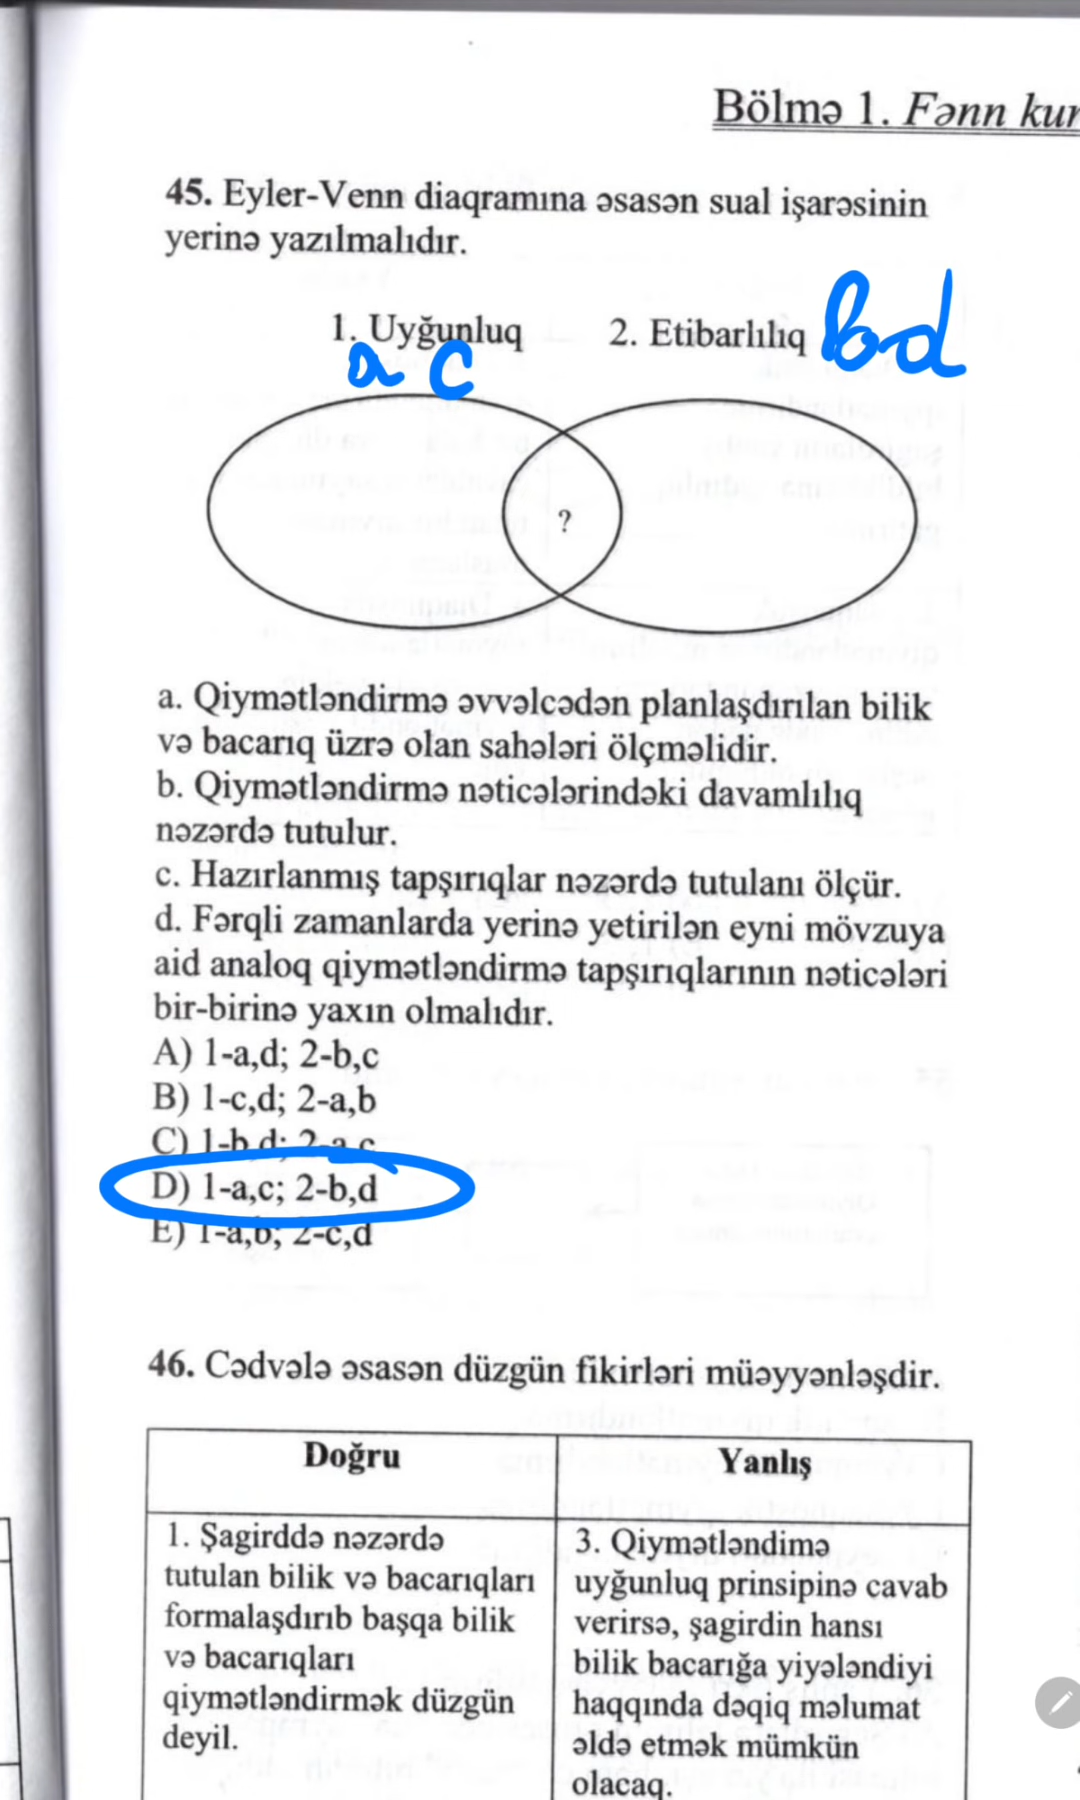 Bölmə 1. Fənn kur
45. Eyler-Venn diaqramına əsasən sual işarəsinin
yerinə yazılmalıdır.
1. Uyğunluq 2. Etibarlılıq bd
a c
?
a. Qiymətləndirmə əvvəlcədən planlaşdırılan bilik
və bacarıq üzrə olan sahələri ölçməlidir.
b. Qiymətləndirmə nəticələrindəki davamlılıq
nəzərdə tutulur.
c. Hazırlanmış tapşırıqlar nəzərdə tutulanı ölçür.
d. Fərqli zamanlarda yerinə yetirilən eyni mövzuya
aid analoq qiymətləndirmə tapşırıqlarının nəticələri
bir-birinə yaxın olmalıdır.
A) 1-a,d; 2-b,c
B) 1-c,d; 2-a,b
C) 1-b,d; 2-a,c
D) 1-a,c; 2-b,d
E) 1-a,b; 2-c,d
46. Cədvələ əsasən düzgün fikirləri müəyyənləşdir.
Doğru
Yanlış
1. Şagirddə nəzərdə
tutulan bilik və bacarıqları
formalaşdırıb başqa bilik
və bacarıqları
qiymətləndirmək düzgün
deyil.
3. Qiymətləndimə
uyğunluq prinsipinə cavab
verirsə, şagirdin hansı
bilik bacarığa yiyələndiyi
haqqında dəqiq məlumat
əldə etmək mümkün
olacaq.